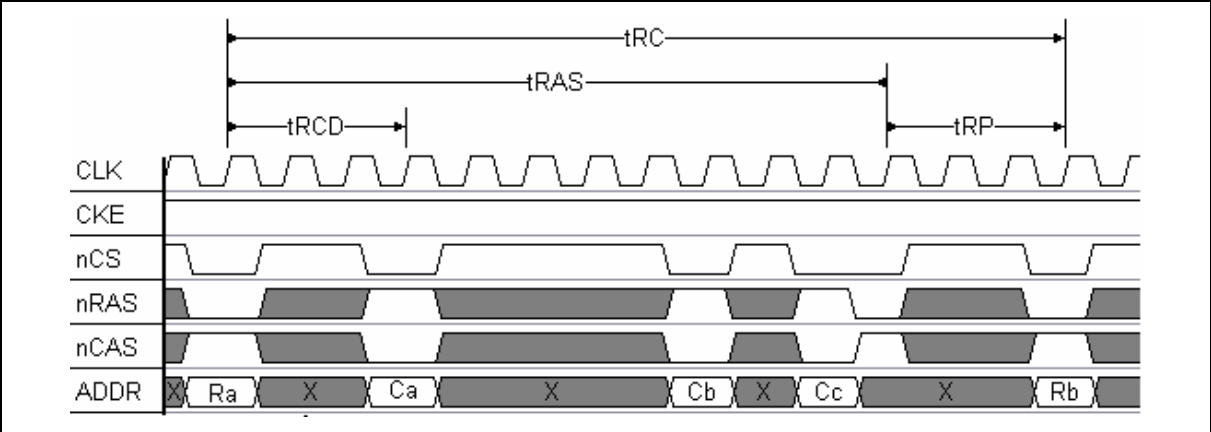 tRC
tRAS
tRCD
tRP
CLK
CKE
nCS
nRAS
nCAS
ADDR X Ra X Ca X Cb X Cc X Rb